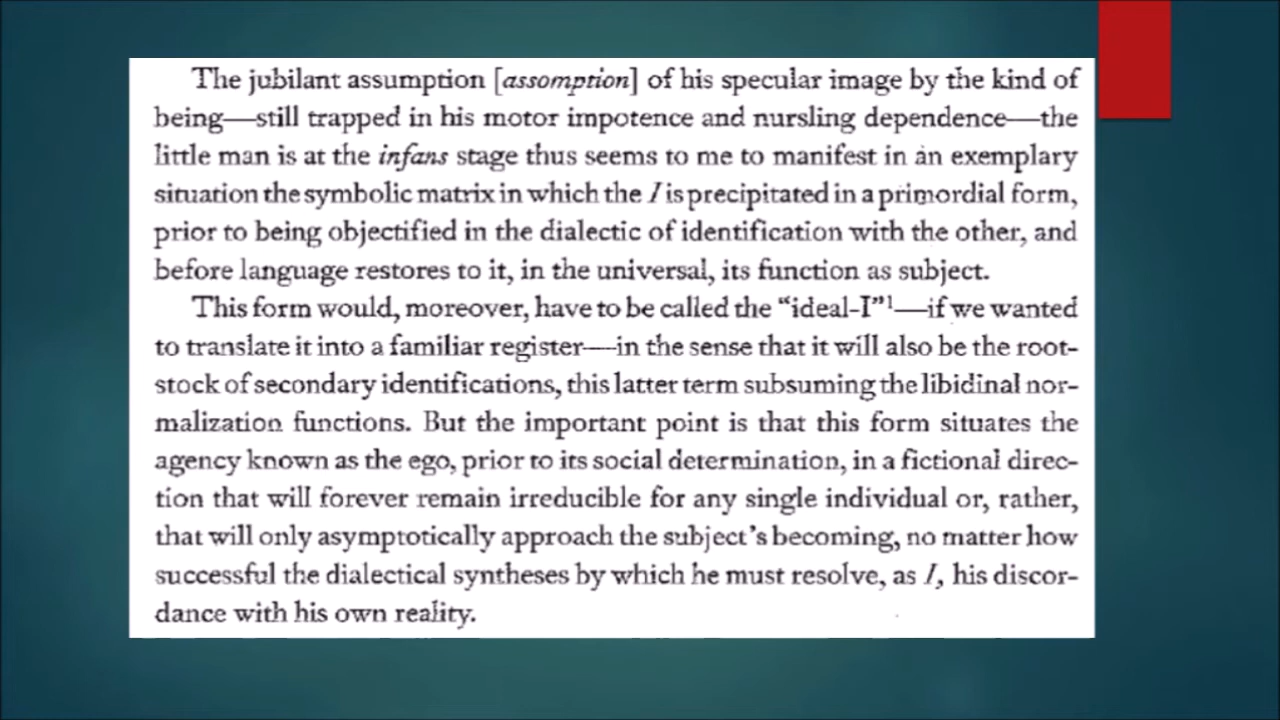 The jubilant assumption [assomption] of his specular image by the kind of
being—still trapped in his motor impotence and nursling dependence—the
little man is at the infans stage thus seems to me to manifest in an exemplary
situation the symbolic matrix in which the I is precipitated in a primordial form,
prior to being objectified in the dialectic of identification with the other, and
before language restores to it, in the universal, its function as subject.
This form would, moreover, have to be called the “ideal-I”¹—if we wanted
to translate it into a familiar register—in the sense that it will also be the root-
stock of secondary identifications, this latter term subsuming the libidinal nor-
malization functions. But the important point is that this form situates the
agency known as the ego, prior to its social determination, in a fictional direc-
tion that will forever remain irreducible for any single individual or, rather,
that will only asymptotically approach the subject’s becoming, no matter how
successful the dialectical syntheses by which he must resolve, as I, his discor-
dance with his own reality.